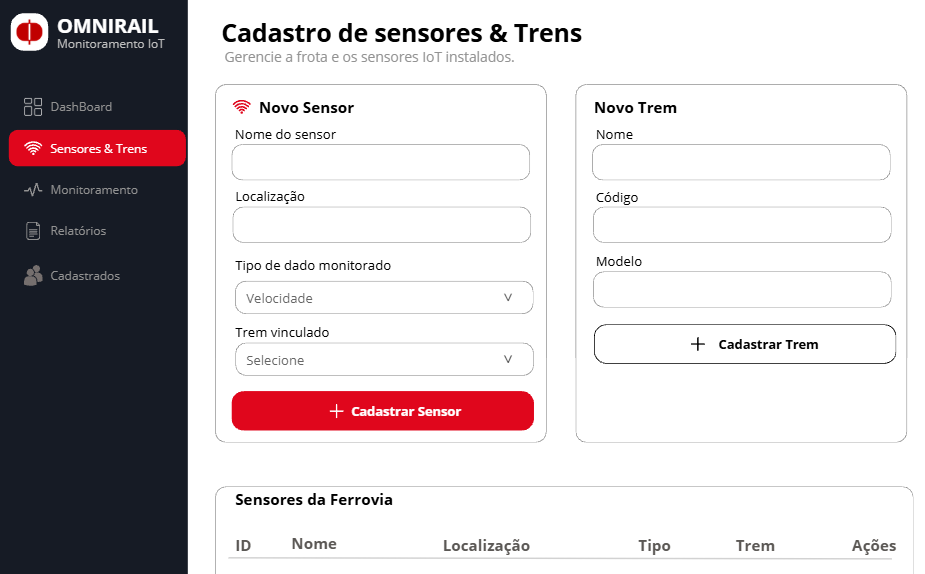 OMNIRAIL
Monitoramento IoT
DashBoard
Sensores & Trens
Monitoramento
Relatórios
Cadastrados
Cadastro de sensores & Trens
Gerencie a frota e os sensores IoT instalados.
Novo Sensor
Nome do sensor
Localização
Tipo de dado monitorado
Velocidade
Trem vinculado
Selecione
Cadastrar Sensor
Novo Trem
Nome
Código
Modelo
Cadastrar Trem
Sensores da Ferrovia
ID Nome Localização Tipo Trem Ações